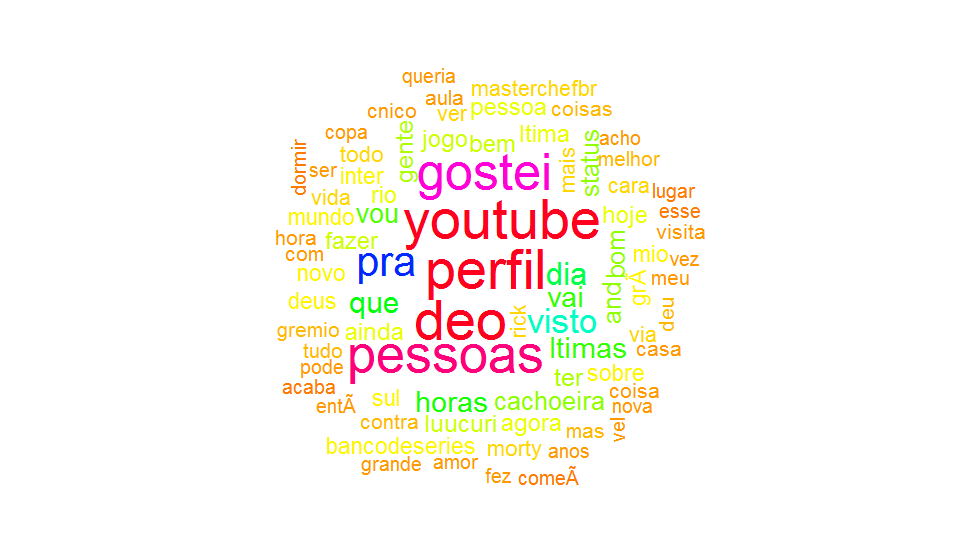 queria
masterchefbr
aula
cnico
ver
pessoa
coisas
copa
gente
jogo
bem
ltima
status
acho
dormir
todo
ser
inter
gostei
mais
melhor
vida
rio
cara
lugar
mundo
vou
youtube
hoje
esse
hora
fazer
visita
com
pra
perfil
dia
bom
mio
vez
novo
grÃ
meu
deus
que
vai
and
deu
gremio
ainda
deo
rick
visto
via
tudo
pessoas
ltimas
casa
pode
ter
sobre
acaba
sul
horas
cachoeira
coisa
entÃ
nova
contra
luucuri
agora
mas
vel
bancodeseries
morty
anos
grande
amor
fez
comeÃ